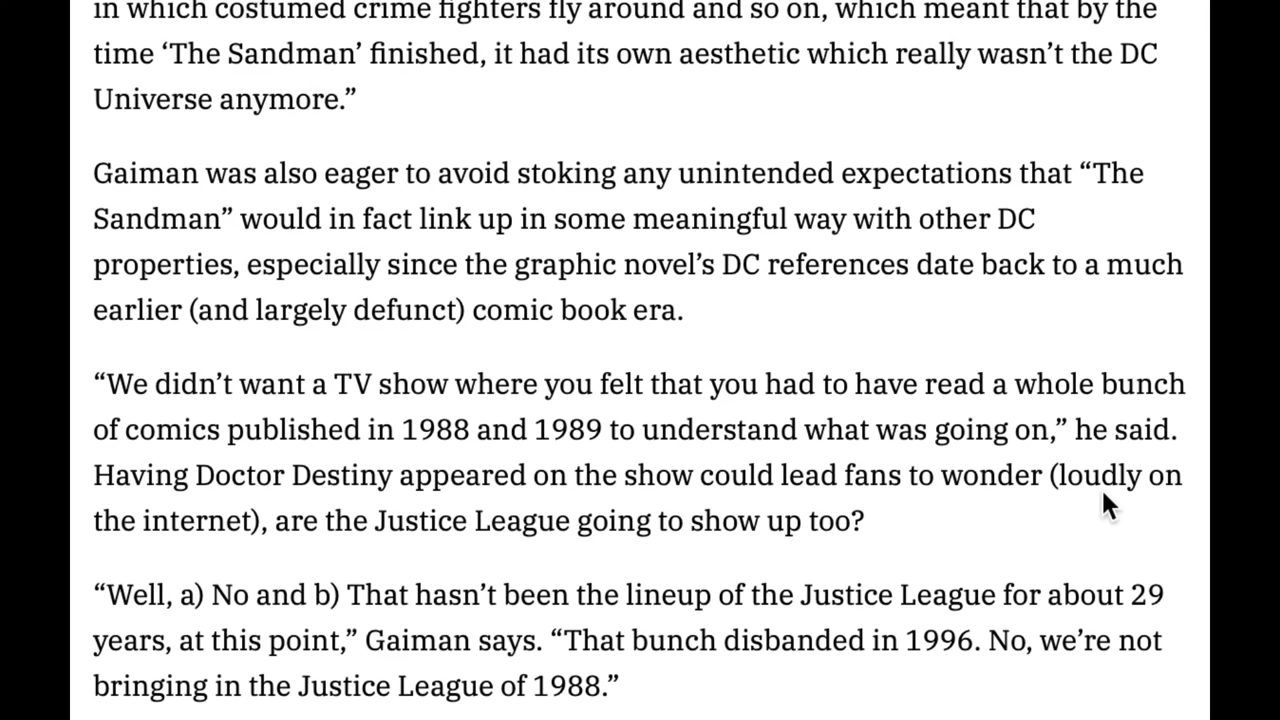 in which costumed crime fighters fly around and so on, which meant that by the
time ‘The Sandman’ finished, it had its own aesthetic which really wasn’t the DC
Universe anymore.”
Gaiman was also eager to avoid stoking any unintended expectations that “The
Sandman” would in fact link up in some meaningful way with other DC
properties, especially since the graphic novel’s DC references date back to a much
earlier (and largely defunct) comic book era.
“We didn’t want a TV show where you felt that you had to have read a whole bunch
of comics published in 1988 and 1989 to understand what was going on,” he said.
Having Doctor Destiny appeared on the show could lead fans to wonder (loudly on
the internet), are the Justice League going to show up too?
“Well, a) No and b) That hasn’t been the lineup of the Justice League for about 29
years, at this point,” Gaiman says. “That bunch disbanded in 1996. No, we’re not
bringing in the Justice League of 1988.”